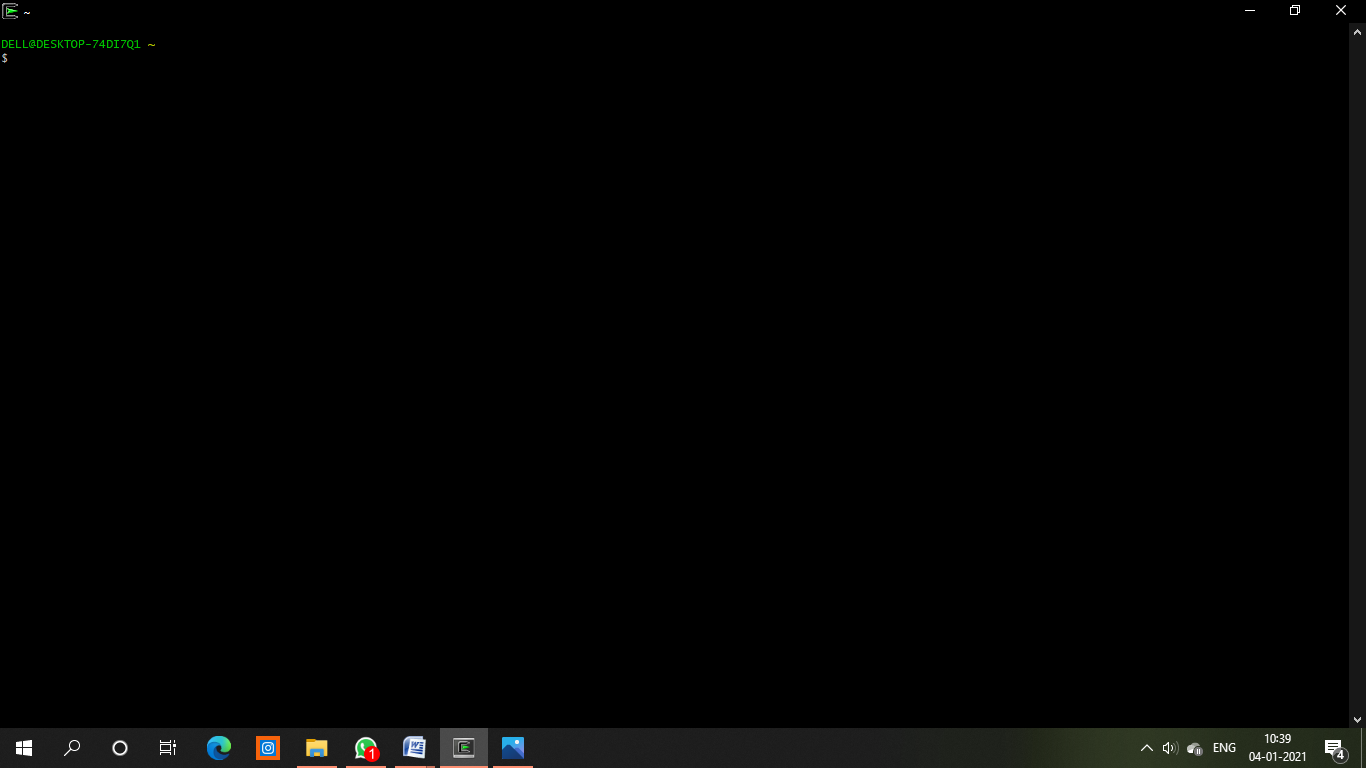 ~
DELL@DESKTOP-74DI7Q1 ~
$
1
W
ENG
10:39
04-01-2021
4